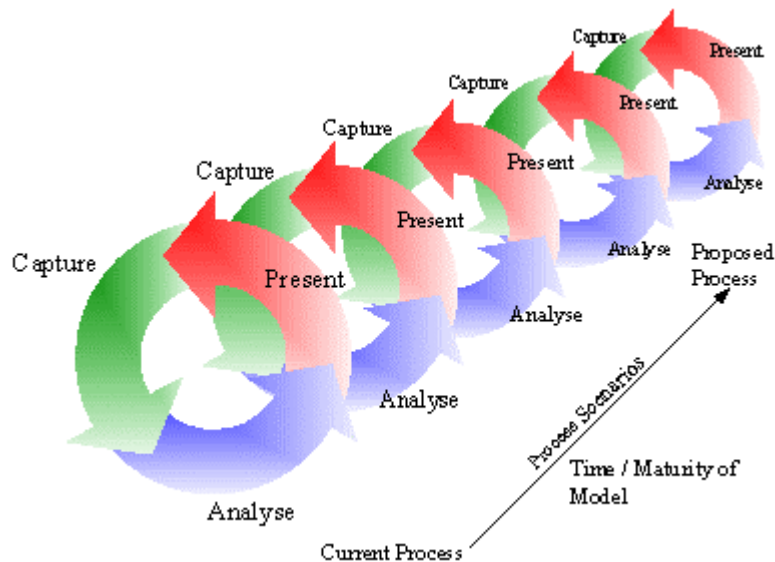 Capture
Present
Capture
Present
Capture
Present
Capture
Present
Capture
Present
Analyse
Analyse
Analyse
Analyse
Analyse
Proposed
Process
Process Scenarios
Time / Maturity of
Model
Current Process